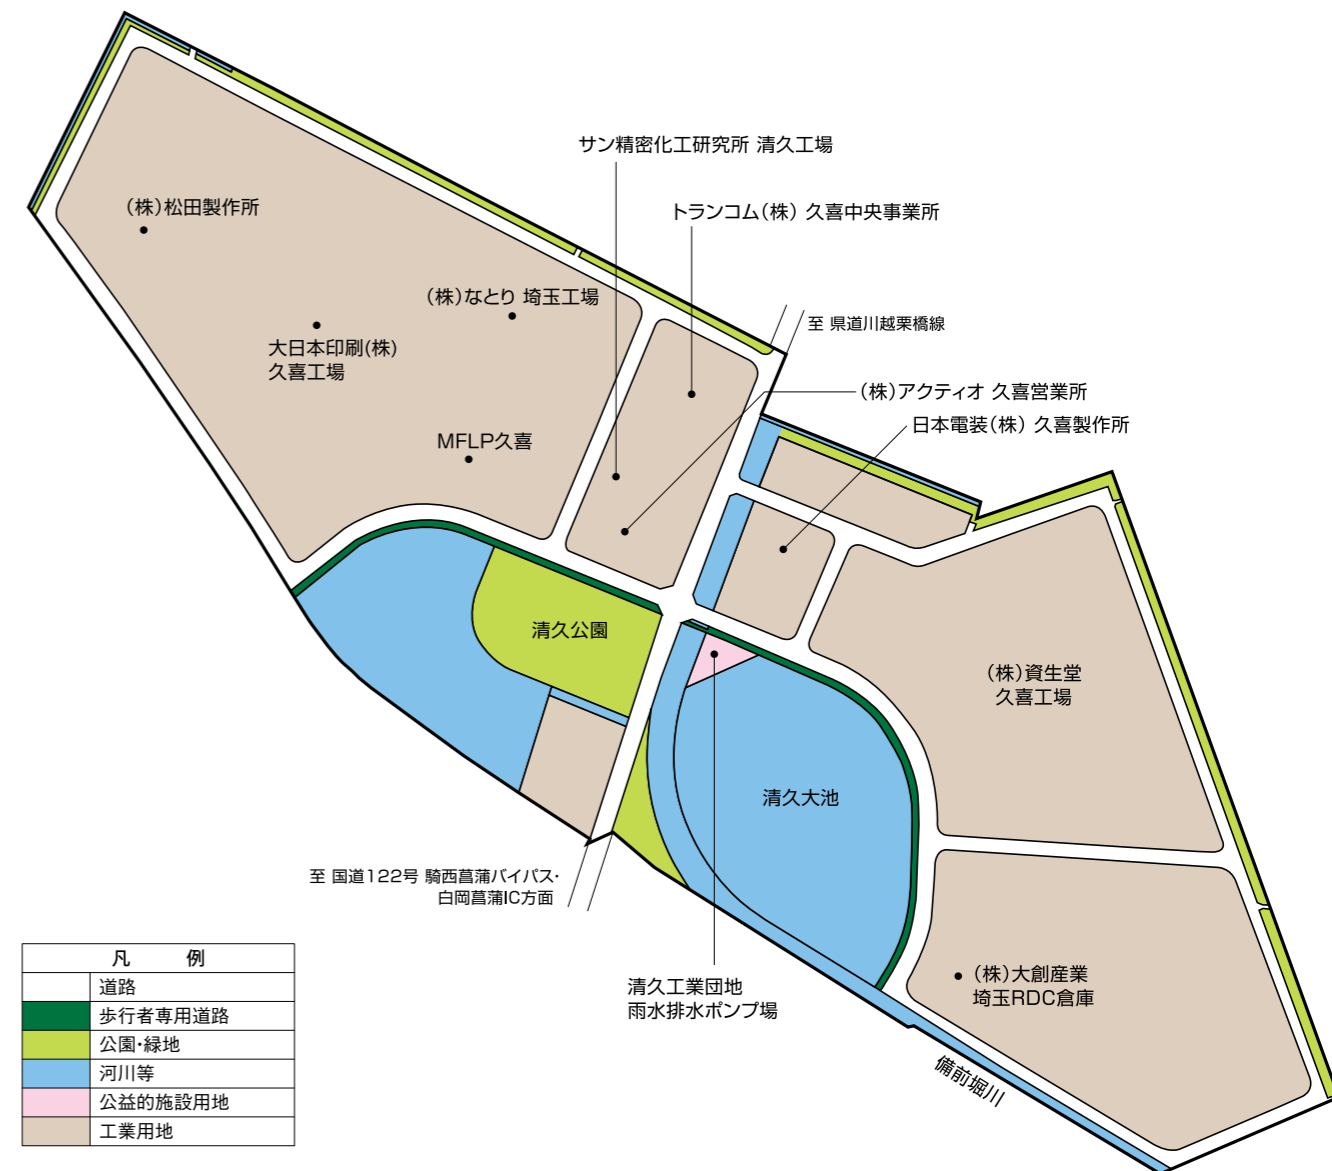 サン精密化工研究所 清久工場
トランコム(株) 久喜中央事業所
(株)松田製作所
(株)なとり 埼玉工場
至 県道川越栗橋線
大日本印刷(株)
久喜工場
(株)アクティオ 久喜営業所
日本電装(株) 久喜製作所
MFLP久喜
清久公園
(株)資生堂
久喜工場
清久大池
至 国道122号 騎西菖蒲バイパス・
白岡菖蒲IC方面
清久工業団地
雨水排水ポンプ場
(株)大創産業
埼玉RDC倉庫
備前堀川
凡 例
道路
歩行者専用道路
公園・緑地
河川等
公益的施設用地
工業用地